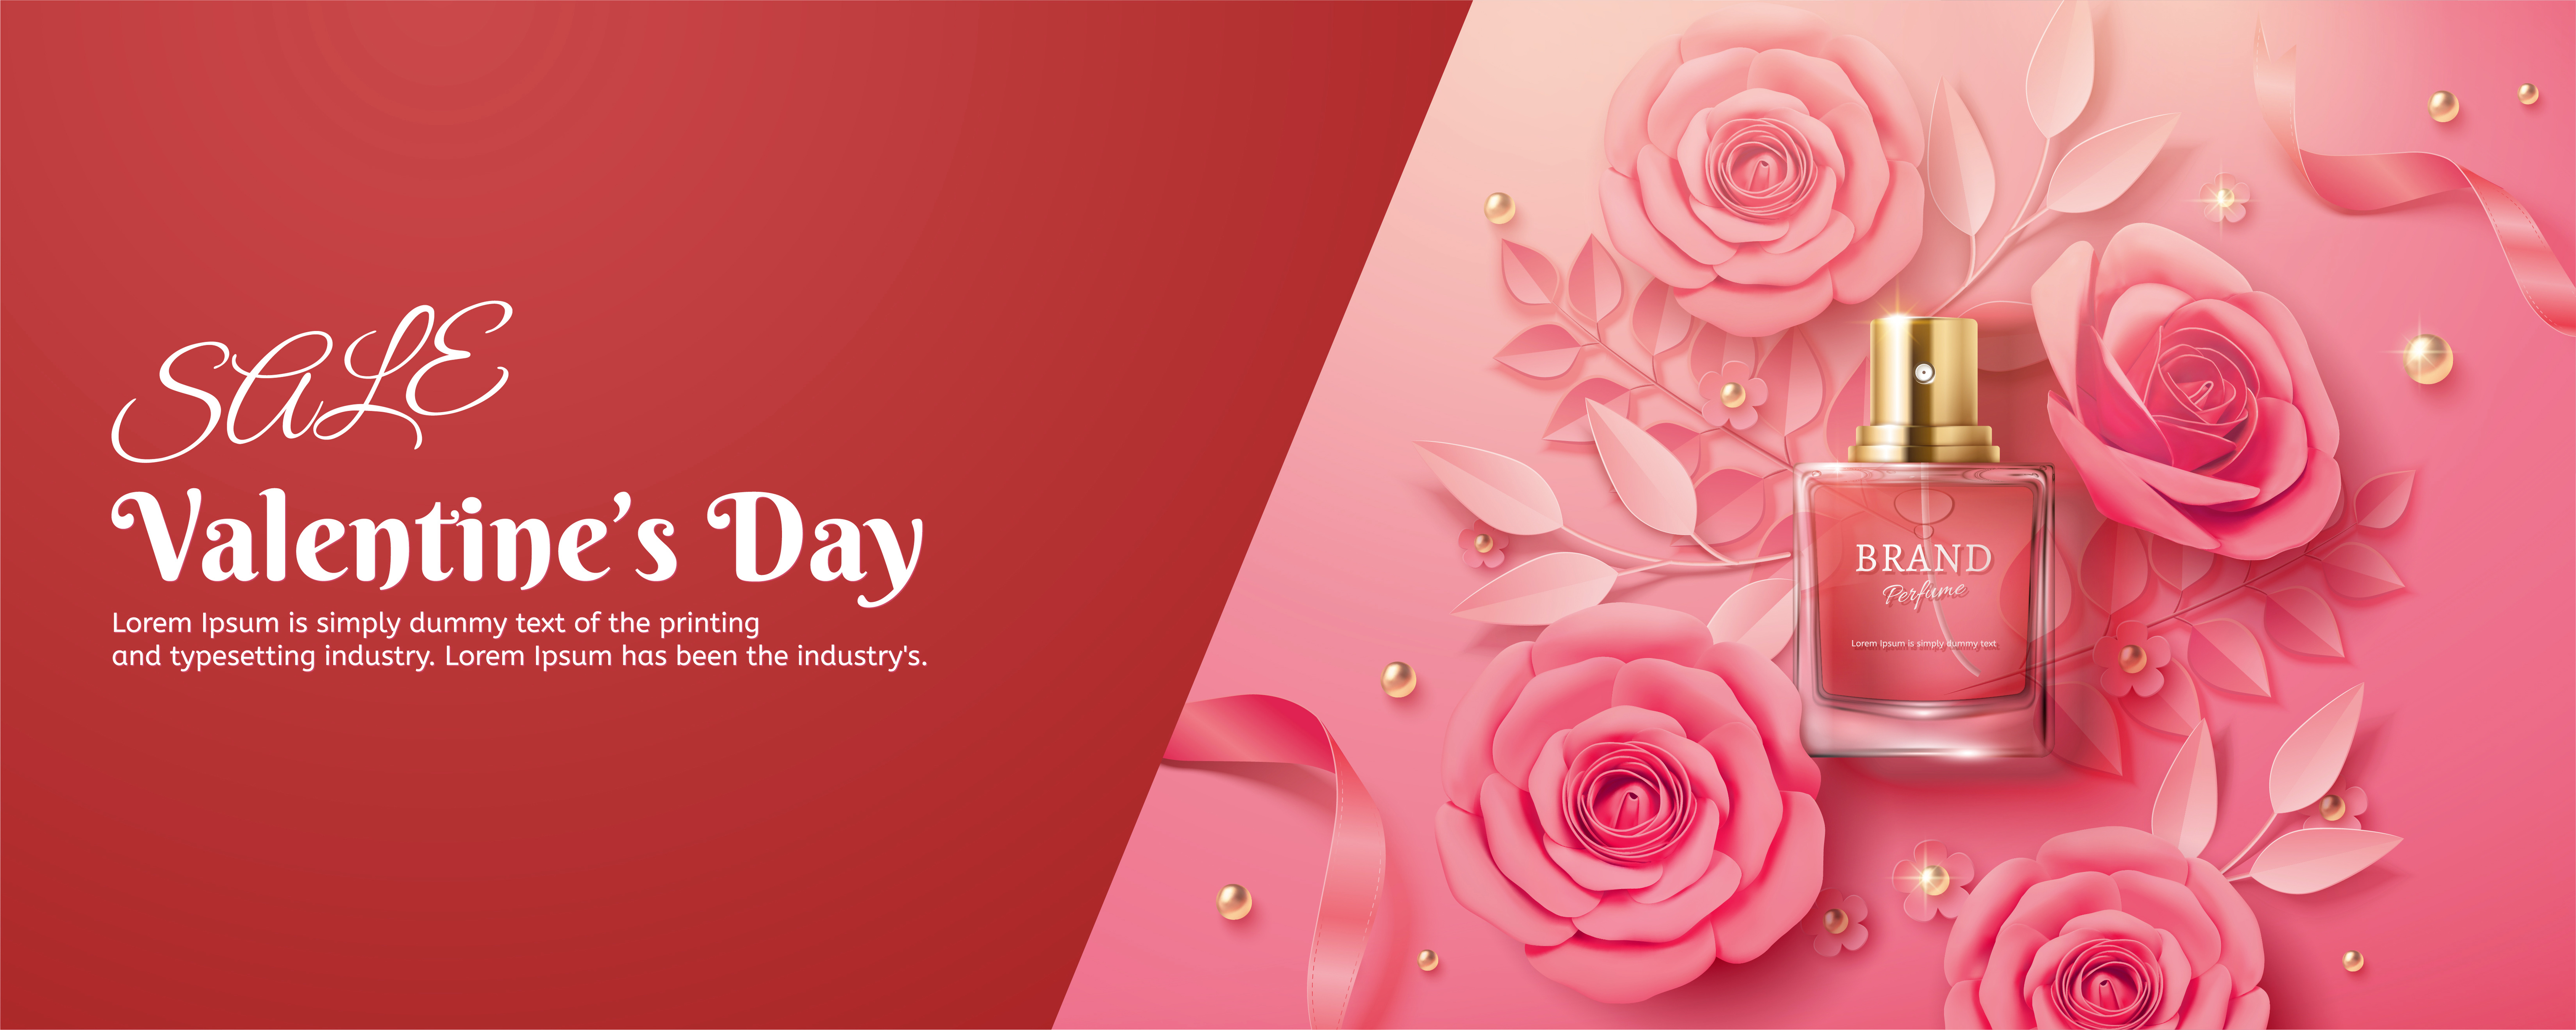 SALE
Valentine's Day
Lorem Ipsum is simply dummy text of the printing
and typesetting industry. Lorem Ipsum has been the industry's.
BRAND
Perfume
Lorem Ipsum is simply dummy text